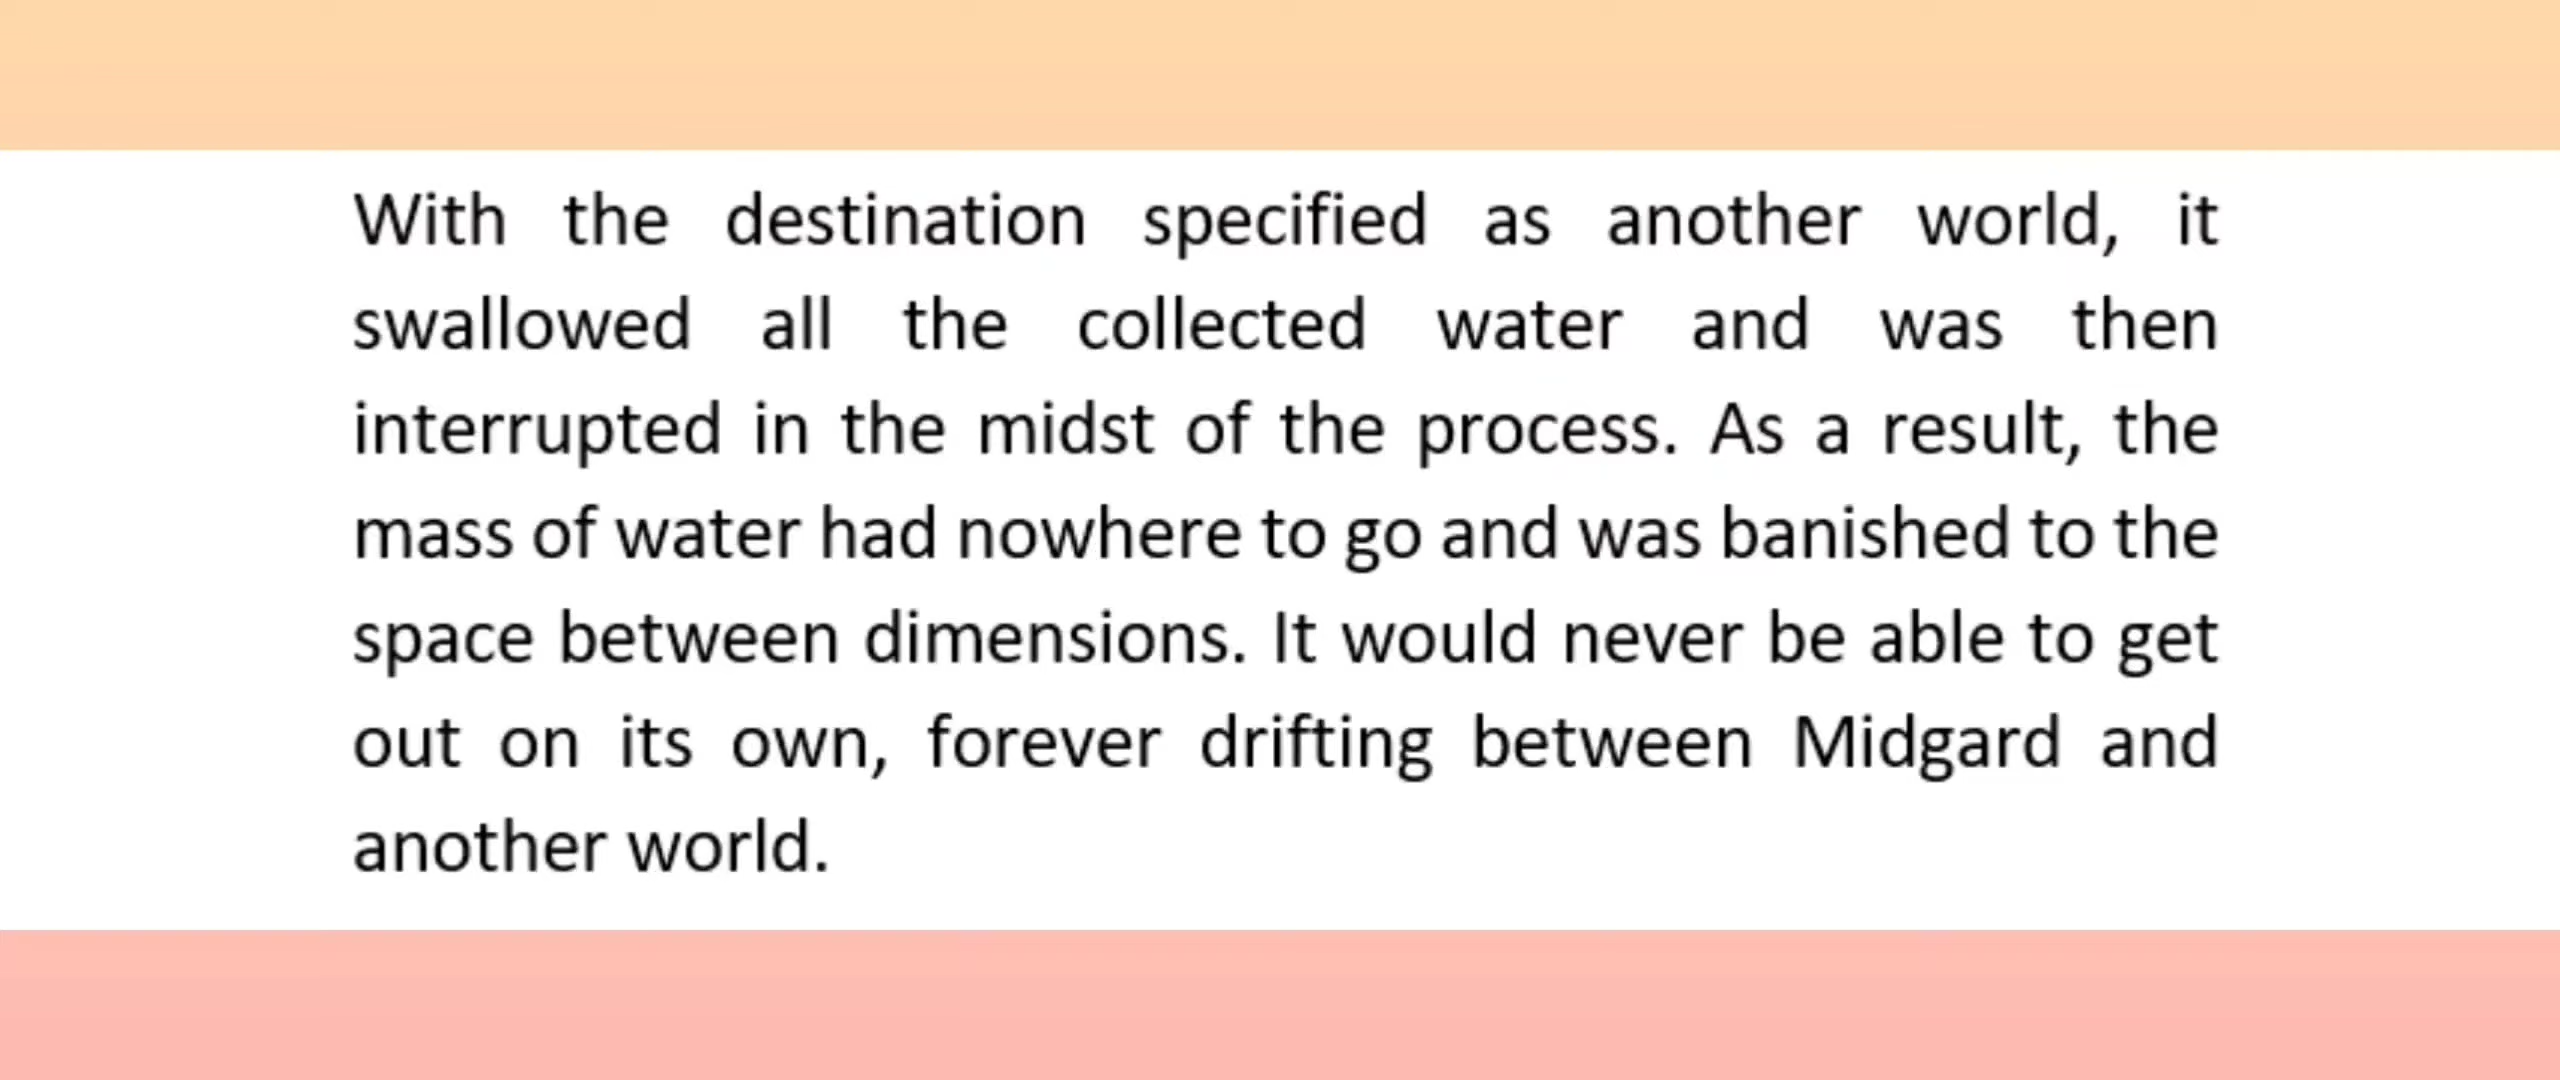 With the destination specified as another world, it
swallowed all the collected water and was then
interrupted in the midst of the process. As a result, the
mass of water had nowhere to go and was banished to the
space between dimensions. It would never be able to get
out on its own, forever drifting between Midgard and
another world.